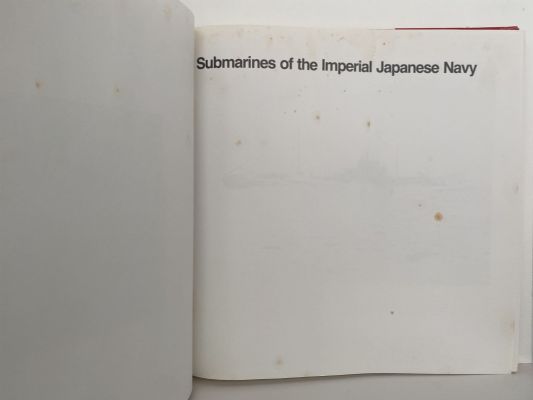 Submarines of the Imperial Japanese Navy